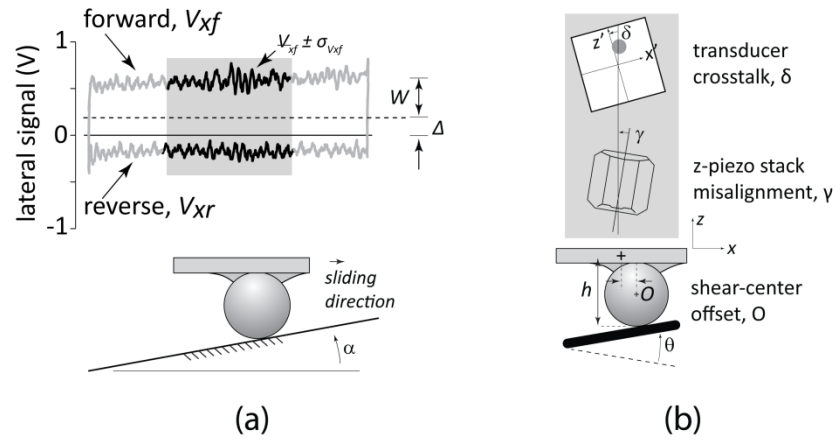 forward, Vxf
1
0
-1
lateral signal (V)
Vxf ± σVxf
W
Δ
reverse, Vxr
sliding
direction
α
(a)
z'
δ
x'
transducer
crosstalk, δ
γ
z-piezo stack
misalignment, γ
z
x
+
h
O
shear-center
offset, O
θ
(b)